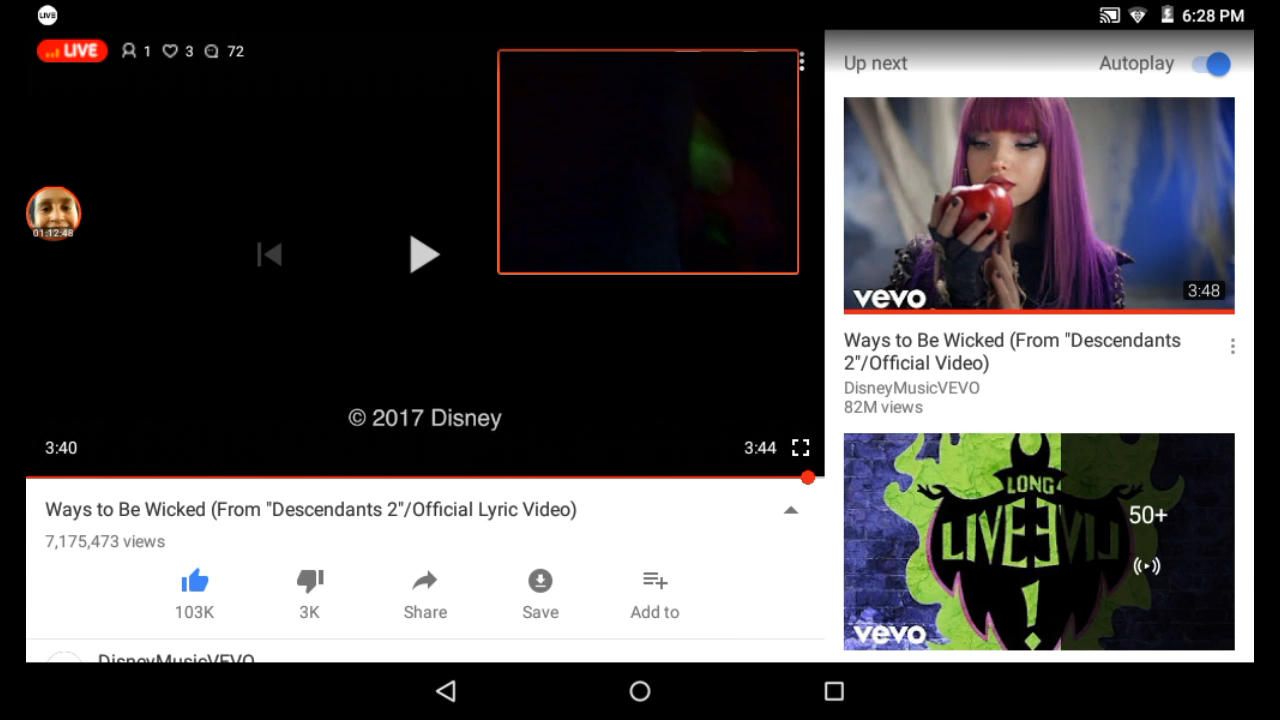 LIVE
6:28 PM
LIVE 1 3 72
01:12:48
© 2017 Disney
3:40
3:44
Ways to Be Wicked (From "Descendants 2"/Official Lyric Video)
7,175,473 views
103K
3K
Share
Save
Add to
DisneyMusicVEVO
Up next
Autoplay
vevo
3:48
Ways to Be Wicked (From "Descendants
2"/Official Video)
DisneyMusicVEVO
82M views
LONG
LIVE EVIL
50+
vevo